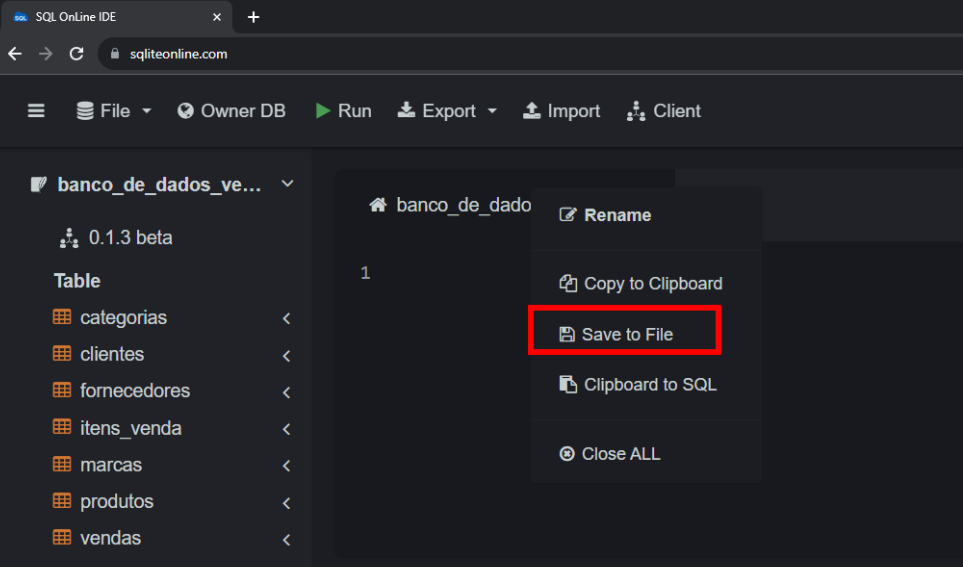 SQL OnLine IDE
sqliteonline.com
File Owner DB Run Export Import Client
banco_de_dados_ve...
0.1.3 beta
Table
categorias
clientes
fornecedores
itens_venda
marcas
produtos
vendas
banco_de_dado
1
Rename
Copy to Clipboard
Save to File
Clipboard to SQL
Close ALL